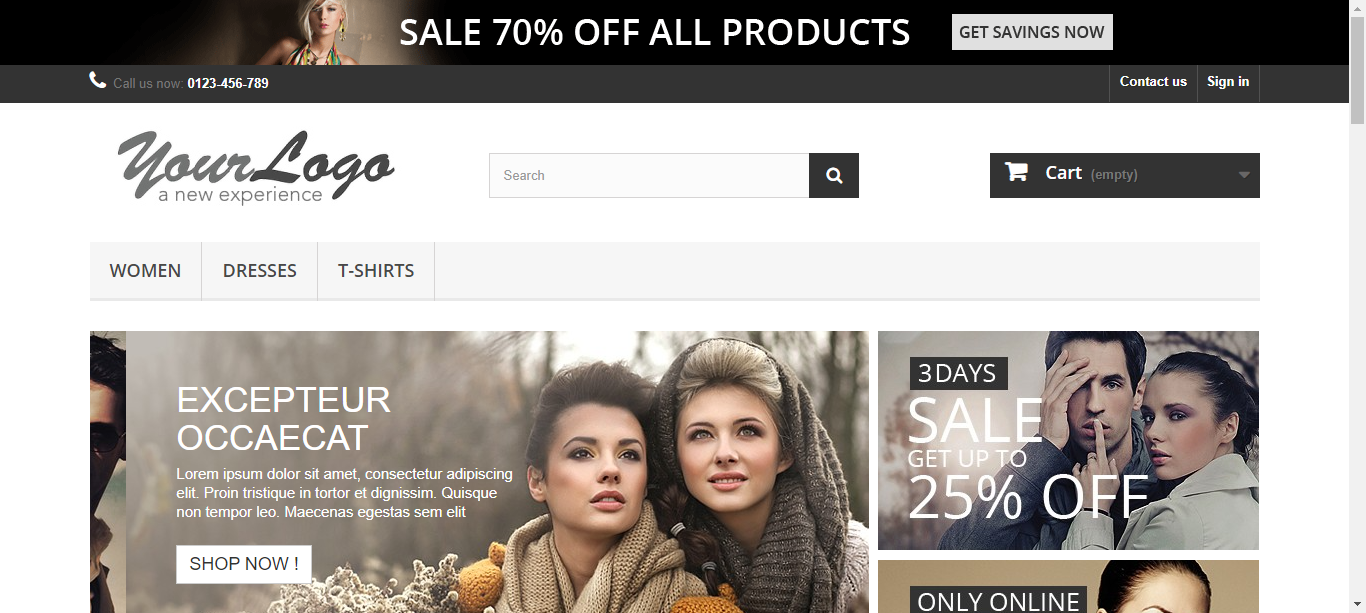 SALE 70% OFF ALL PRODUCTS
GET SAVINGS NOW
Call us now: 0123-456-789
Contact us
Sign in
YourLogo
a new experience
Search
Cart (empty)
WOMEN
DRESSES
T-SHIRTS
EXCEPTEUR
OCCAECAT
Lorem ipsum dolor sit amet, consectetur adipiscing
elit. Proin tristique in tortor et dignissim. Quisque
non tempor leo. Maecenas egestas sem elit
SHOP NOW !
3 DAYS
SALE
GET UP TO
25% OFF
ONLY ONLINE